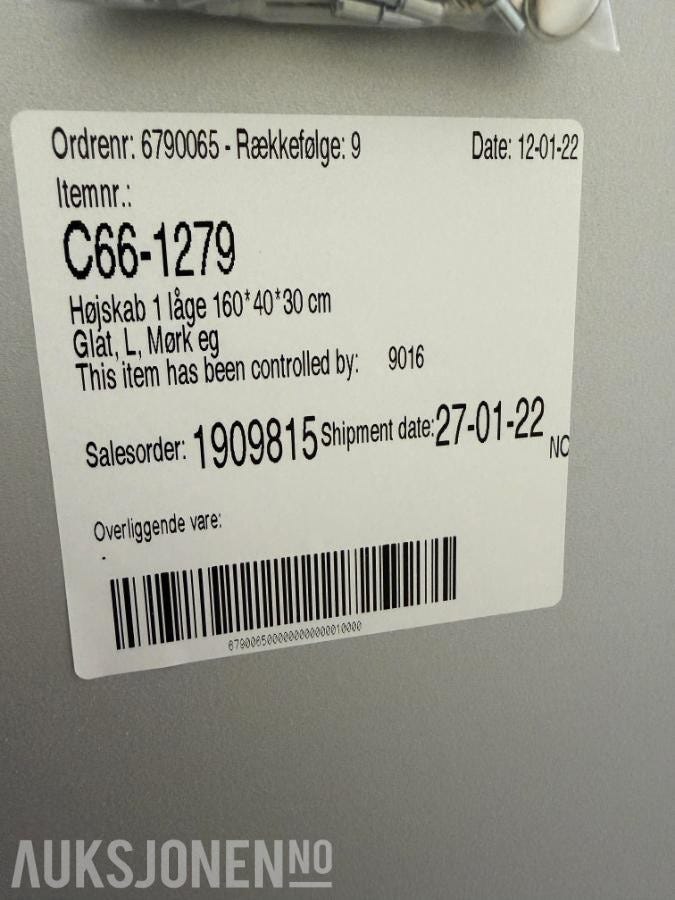 Ordrenr: 6790065 - Rækkefølge: 9 Date: 12-01-22
Itemnr.:
C66-1279
Højskab 1 låge 160*40*30 cm
Glat, L, Mørk eg
This item has been controlled by: 9016
Salesorder: 1909815 Shipment date: 27-01-22 NO
Overliggende vare:
.
AUKSJONEN.NO